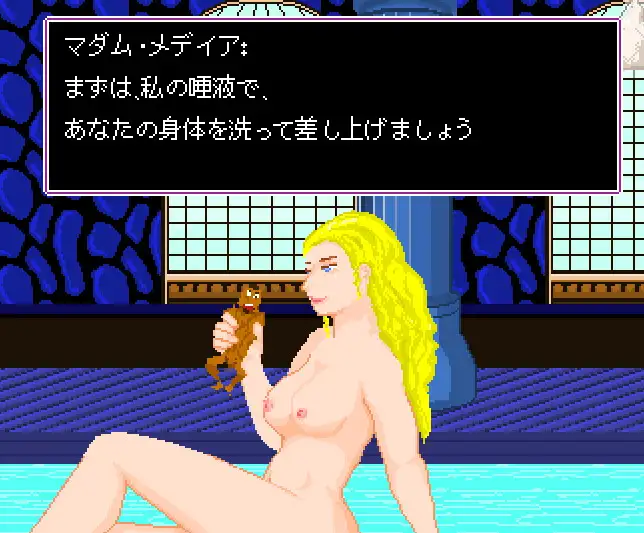 マダム・メデイア:
まずは､私の唾液で､
あなたの身体を洗って差し上げましょう